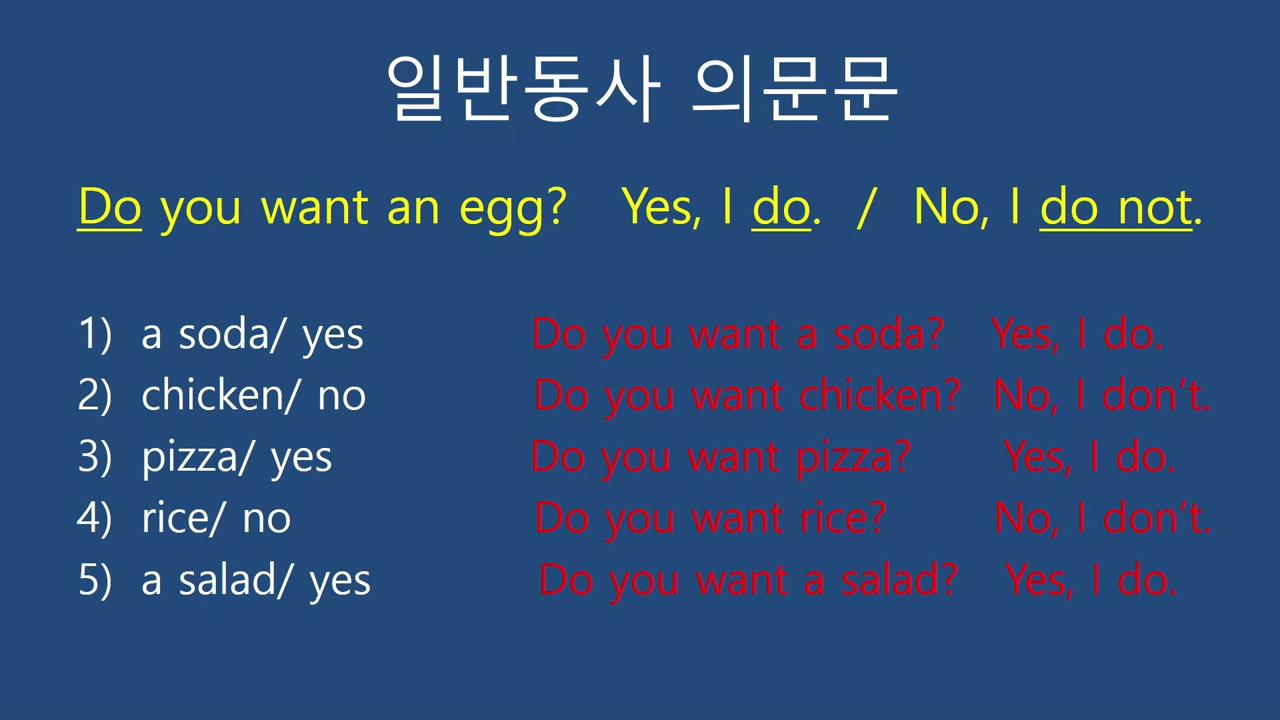 일반동사 의문문
Do you want an egg? Yes, I do. / No, I do not.
1) a soda/ yes Do you want a soda? Yes, I do.
2) chicken/ no Do you want chicken? No, I don’t.
3) pizza/ yes Do you want pizza? Yes, I do.
4) rice/ no Do you want rice? No, I don’t.
5) a salad/ yes Do you want a salad? Yes, I do.